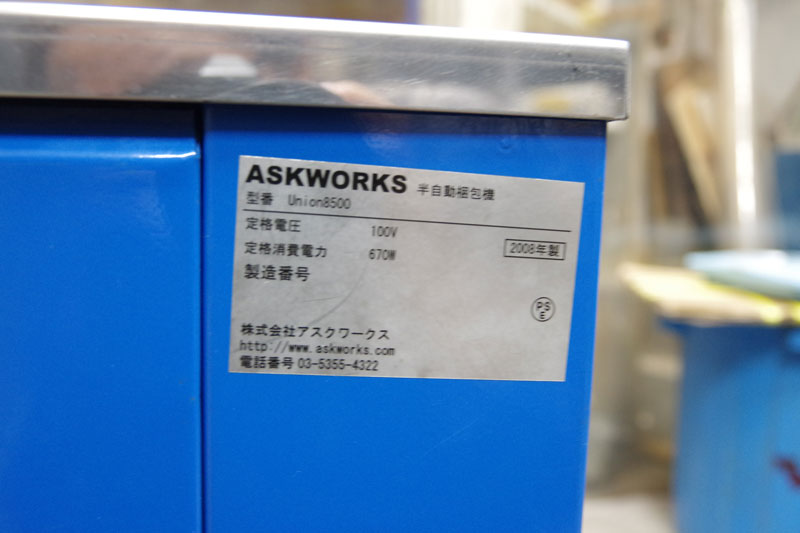 ASKWORKS 半自動梱包機
型番 Union8500
定格電圧 100V
定格消費電力 670W
2008年製
製造番号
PS
E
株式会社アスクワークス
http://www.askworks.com
電話番号 03-5355-4322